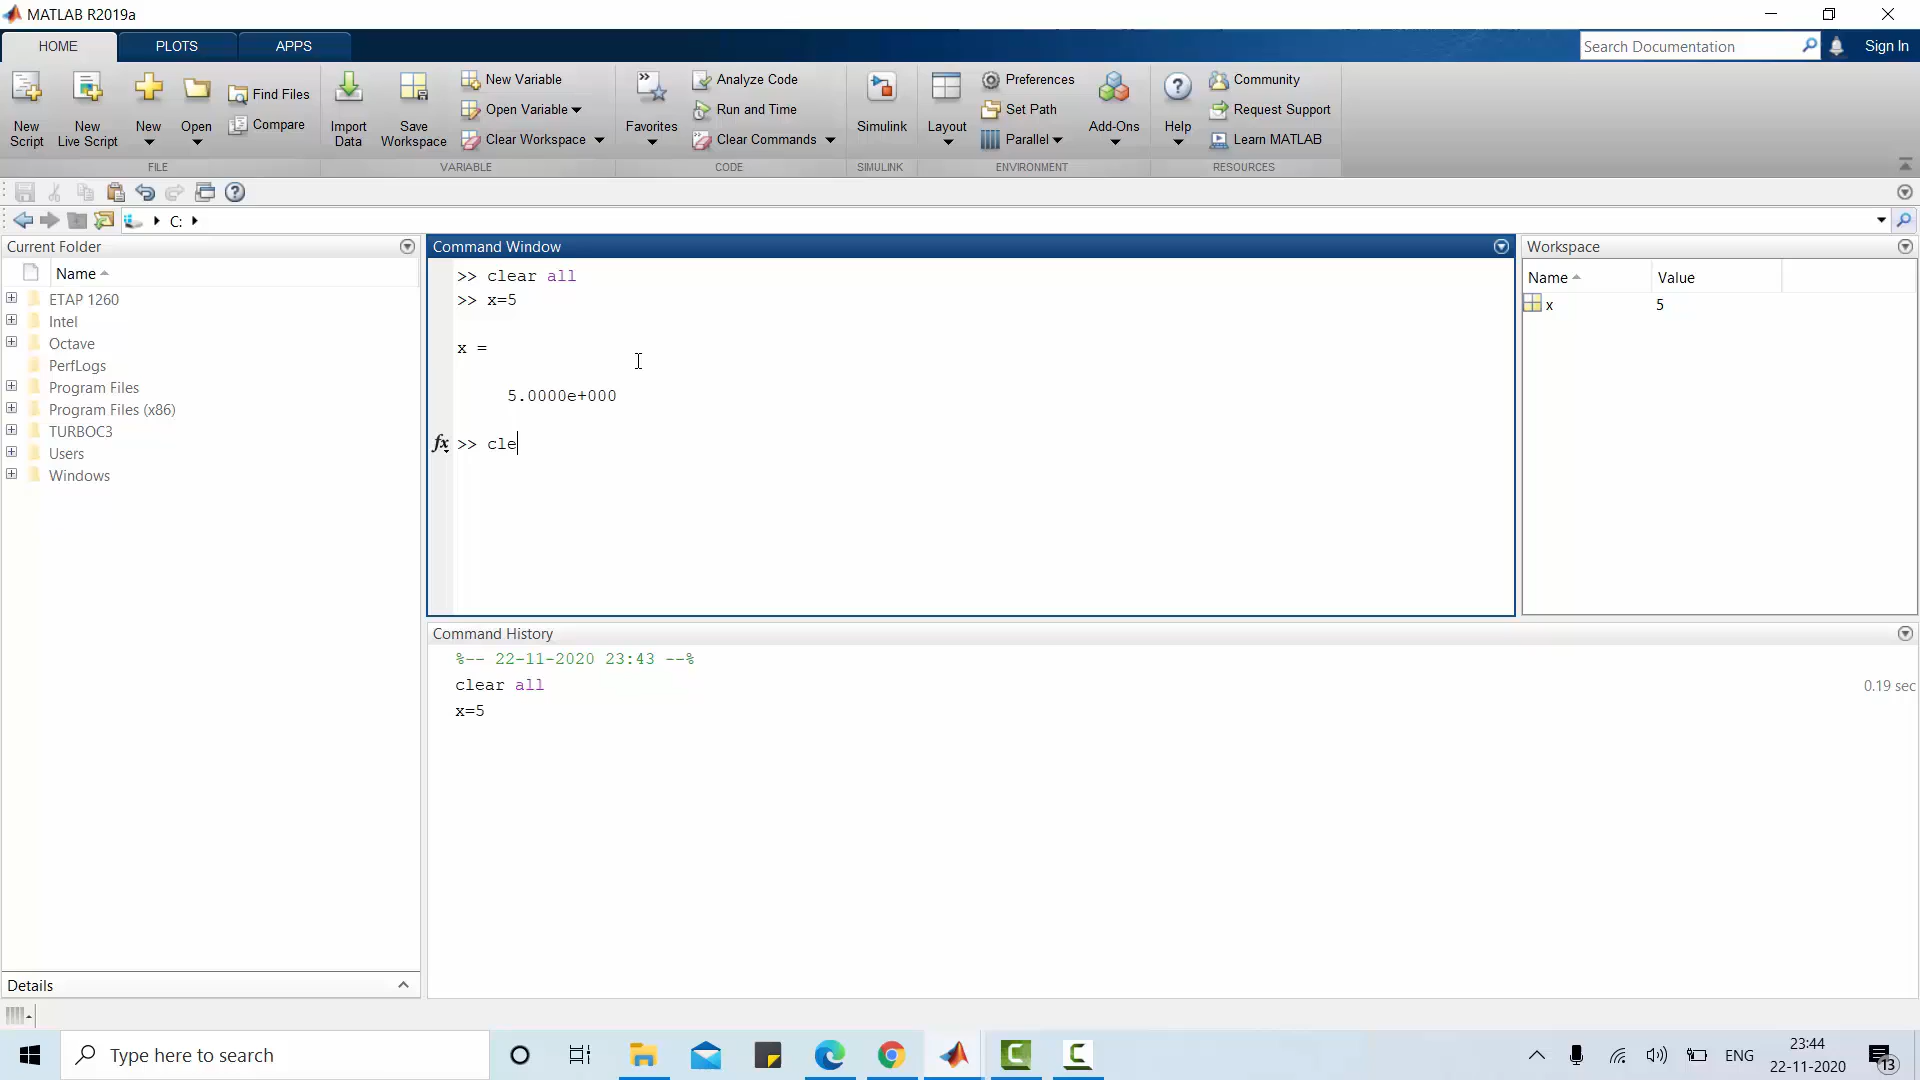 MATLAB R2019a
HOME PLOTS APPS
Search Documentation
Sign In
New Script
New Live Script
New
Open
Find Files
Compare
FILE
Import Data
Save Workspace
New Variable
Open Variable
Clear Workspace
VARIABLE
Favorites
Analyze Code
Run and Time
Clear Commands
CODE
Simulink
SIMULINK
Layout
Preferences
Set Path
Parallel
Add-Ons
ENVIRONMENT
Help
Community
Request Support
Learn MATLAB
RESOURCES
C:
Current Folder
Name
ETAP 1260
Intel
Octave
PerfLogs
Program Files
Program Files (x86)
TURBOC3
Users
Windows
Details
Command Window
>> clear all
>> x=5
x =
5.0000e+000
fx >> cle
Workspace
Name Value
x 5
Command History
%-- 22-11-2020 23:43 --%
clear all 0.19 sec
x=5
Type here to search
ENG
23:44
22-11-2020
13